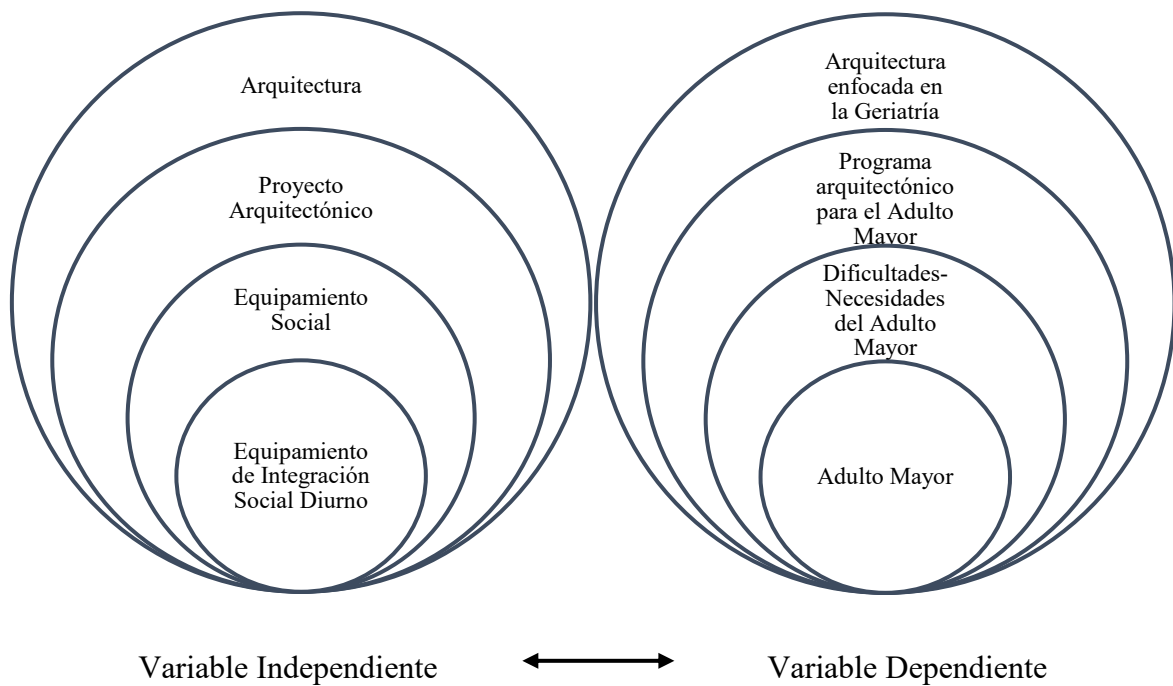 Arquitectura
Proyecto
Arquitectónico
Equipamiento
Social
Equipamiento
de Integración
Social Diurno
Arquitectura
enfocada en
la Geriatría
Programa
arquitectónico
para el Adulto
Mayor
Dificultades-
Necesidades
del Adulto
Mayor
Adulto Mayor
Variable Independiente
Variable Dependiente